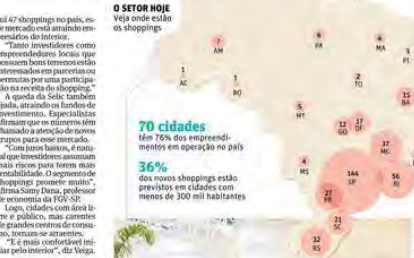 ui 47 shoppings no país, es-
e mercado está atraindo em-
resários do interior.
"Tanto investidores como
mpreendedores locais que
ossuem bons terrenos estão
nteressados em parcerias ou
ermutas por uma participa-
ão na receita do shopping."
A queda da Selic também
juda, atraindo os fundos de
nvestimento. Especialistas
firmam que os números têm
hamado a atenção de novos
rupos para esse mercado.
"Com juros baixos, é natu-
al que investidores assumam
mais riscos para terem mais
entabilidade. O segmento de
hoppings promete muito",
firma Samy Dana, professor
e economia da FGV-SP.
Logo, cidades com área li-
re e público, mas carentes
e grandes centros de consu-
mo, tornam-se atraentes.
"E é mais confortável ini-
iar pelo interior", diz Veiga.
O SETOR HOJE
Veja onde estão
os shoppings
7
AM
6
PA
4
MA
3
PI
1
AC
1
RO
2
TO
15
BA
5
MT
12
GO
17
DF
37
MG
4
MS
144
SP
56
RJ
27
PR
21
SC
32
RS
70 cidades
têm 76% dos empreendi-
mentos em operação no país
36%
dos novos shoppings estão
previstos em cidades com
menos de 300 mil habitantes